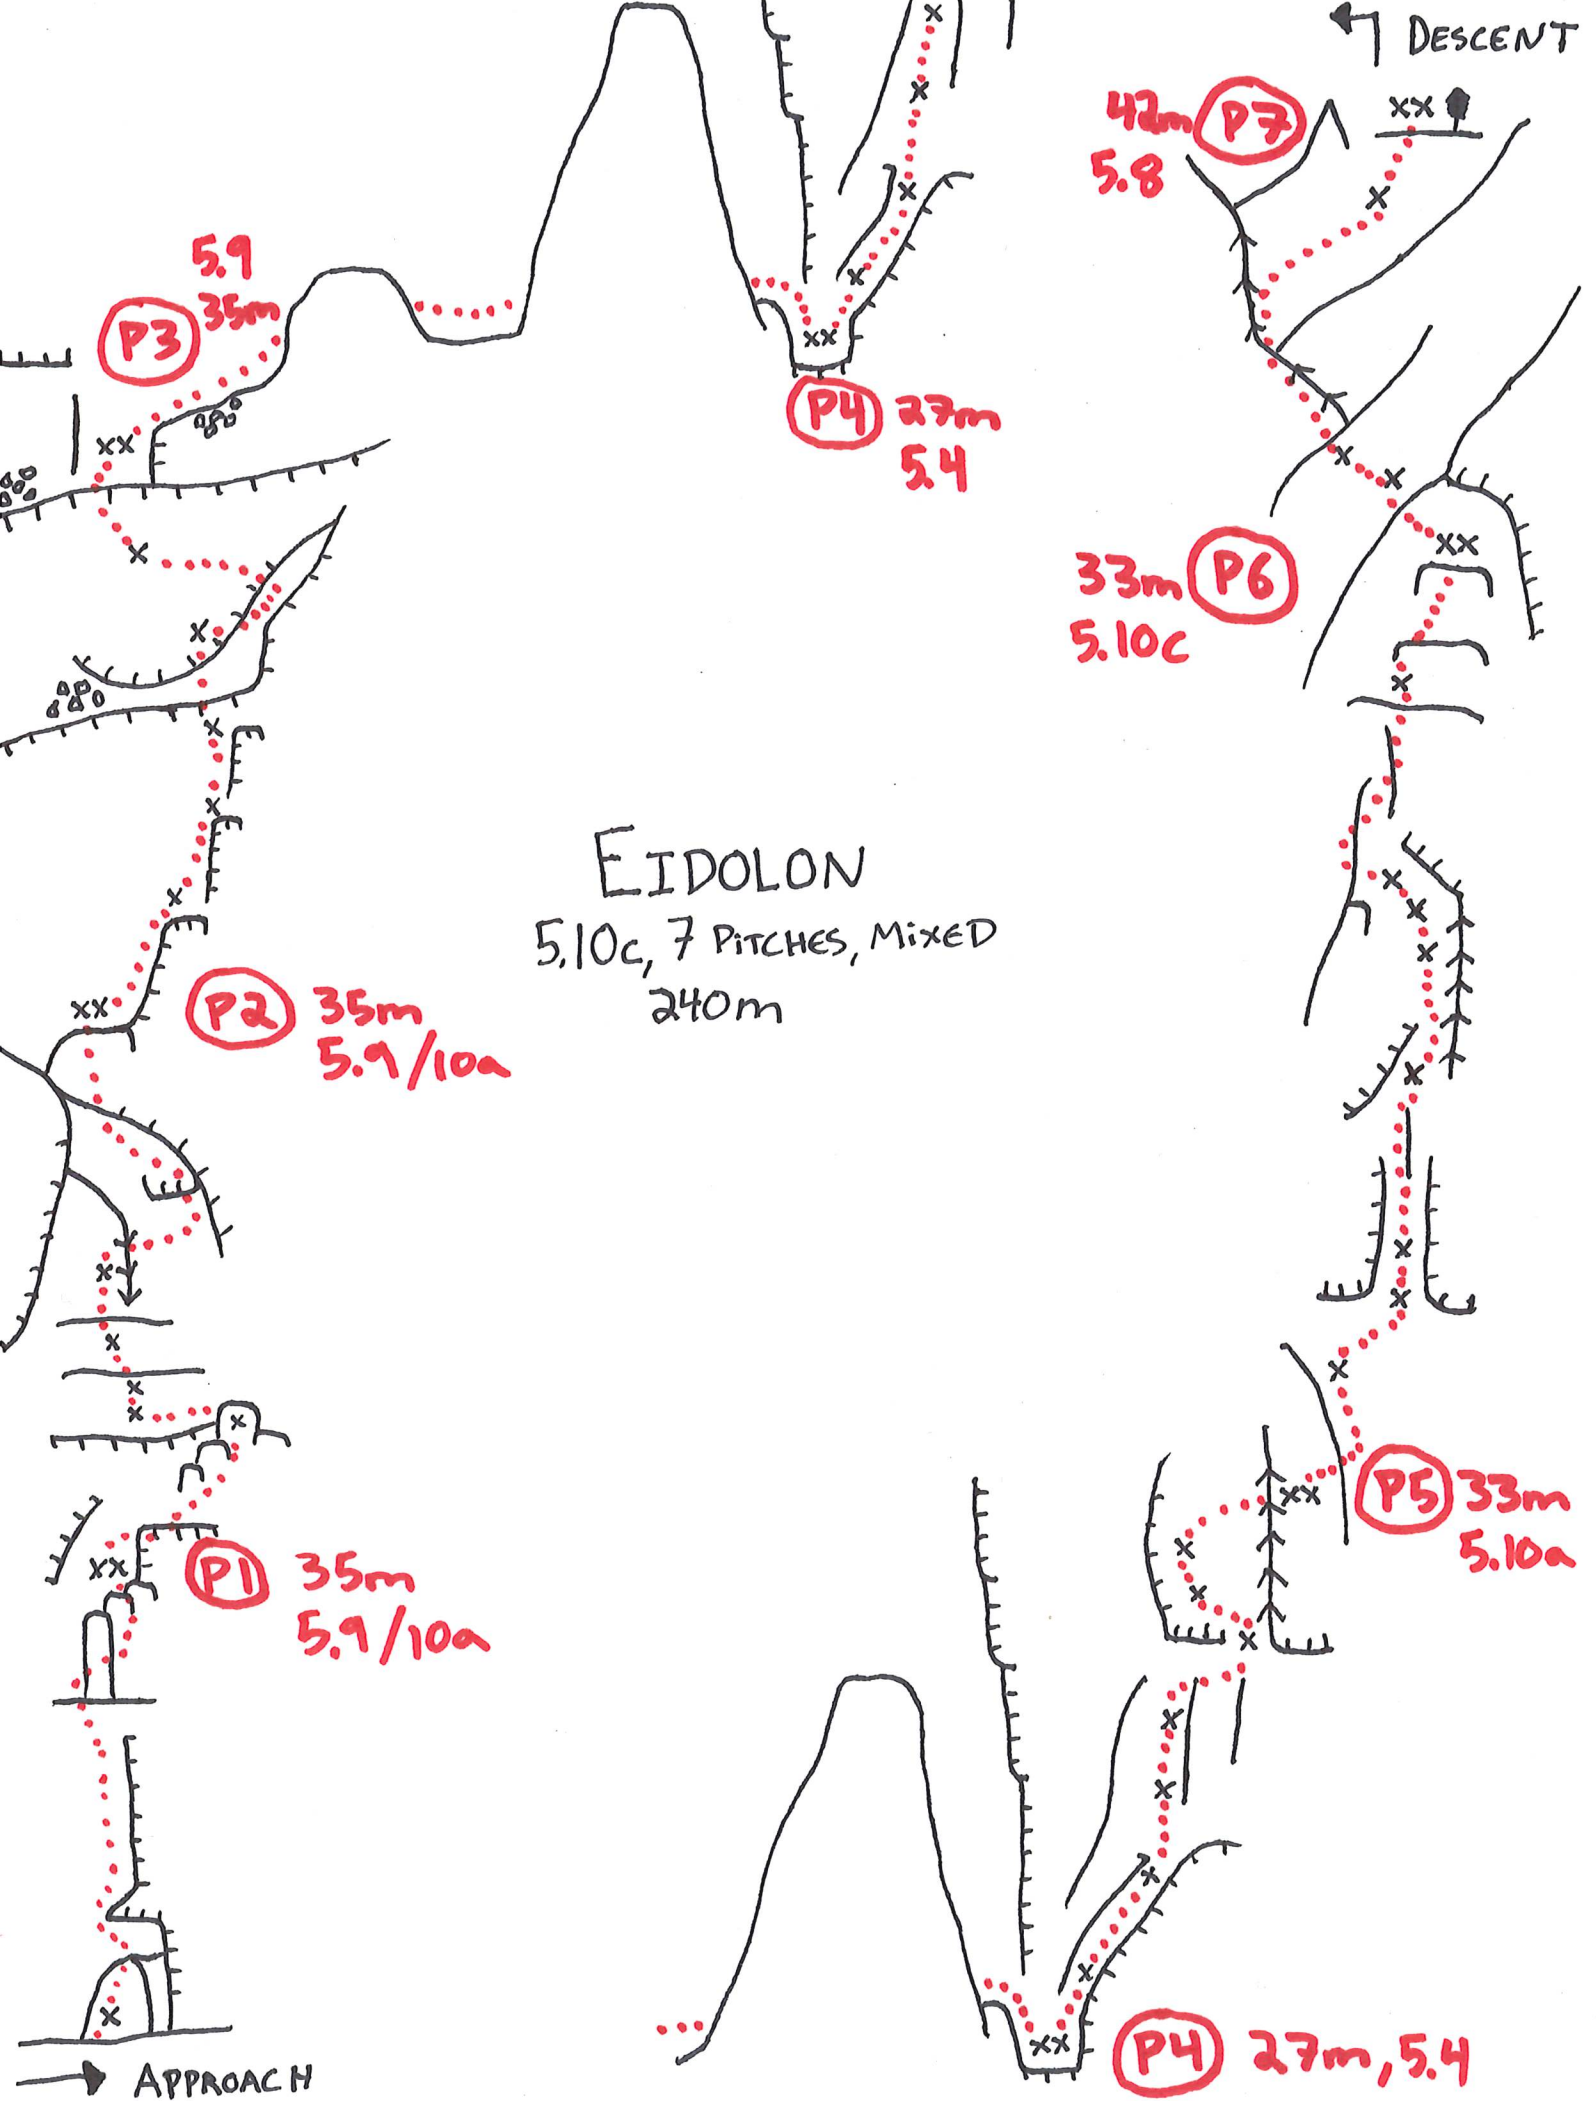 DESCENT
42m P7
5.8
5.9
P3 35m
P4 27m
5.4
33m P6
5.10c
EIDOLON
5.10c, 7 PITCHES, MIXED
240m
P2 35m
5.9/10a
P5 33m
5.10a
P1 35m
5.9/10a
P4 27m, 5.4
APPROACH